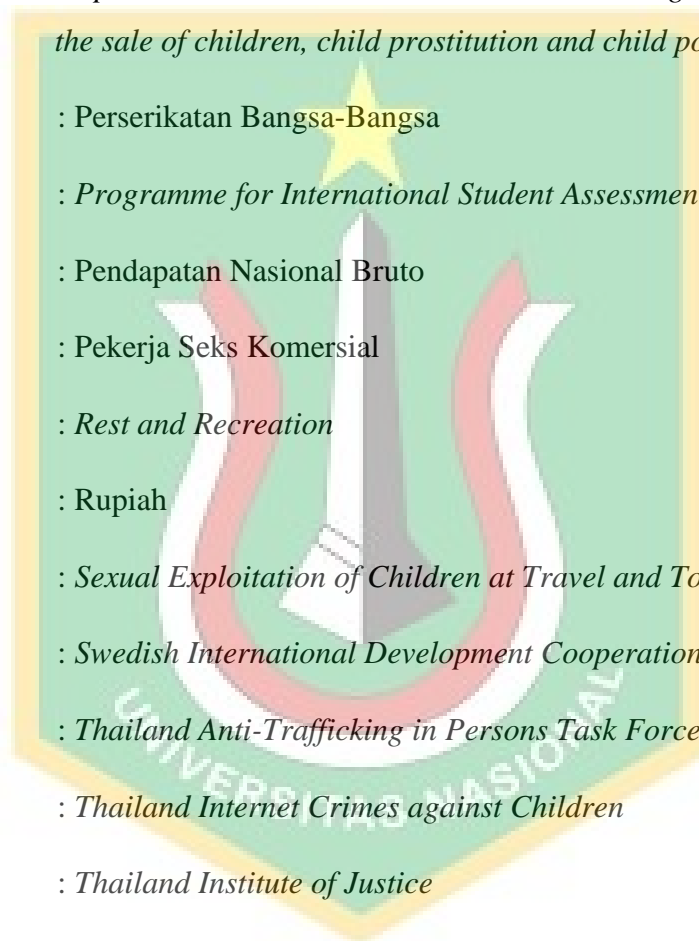 the sale of children, child prostitution and child po
: Perserikatan Bangsa-Bangsa
: Programme for International Student Assessmen
: Pendapatan Nasional Bruto
: Pekerja Seks Komersial
: Rest and Recreation
: Rupiah
: Sexual Exploitation of Children at Travel and To
: Swedish International Development Cooperation
: Thailand Anti-Trafficking in Persons Task Force
: Thailand Internet Crimes against Children
: Thailand Institute of Justice
UNIVERSITAS NASIONAL